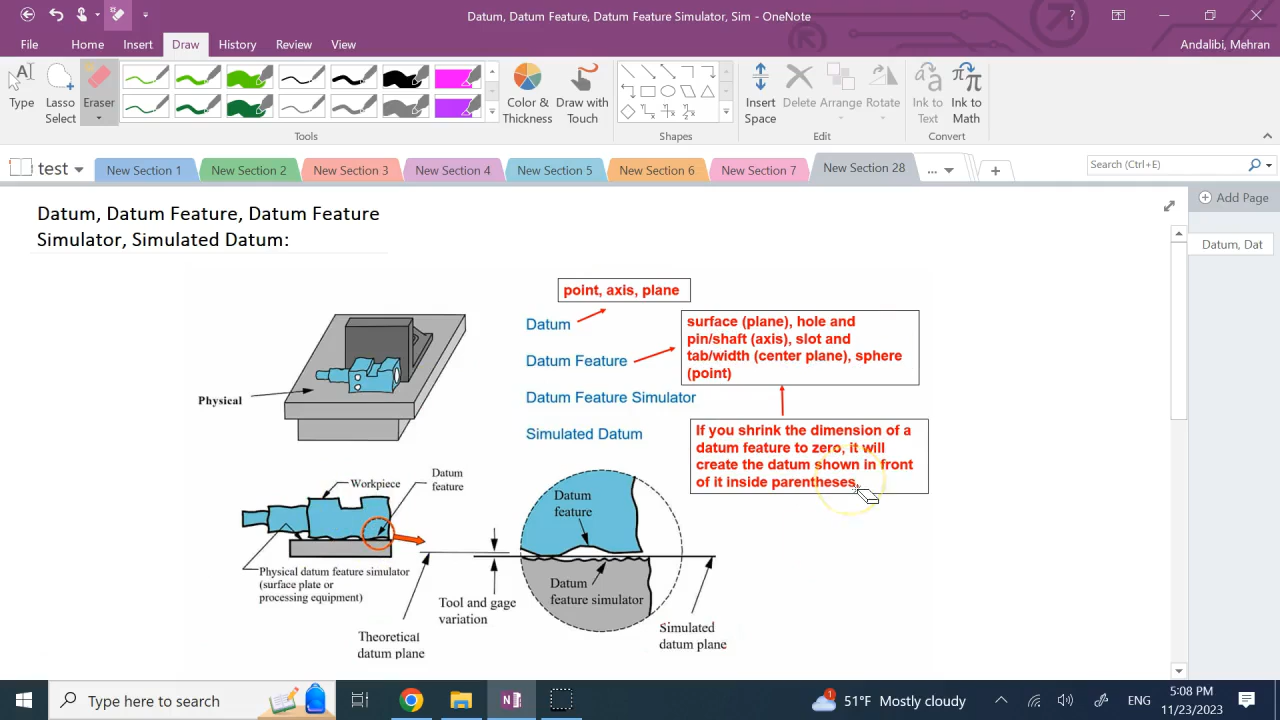 Datum, Datum Feature, Datum Feature Simulator, Sim - OneNote
?
File
Home
Insert
Draw
History
Review
View
Andalibi, Mehran
Type
Lasso
Select
Eraser
Color &
Thickness
Draw with
Touch
Insert
Space
Delete
Arrange
Rotate
Ink to
Text
Ink to
Math
Tools
Shapes
Edit
Convert
test
New Section 1
New Section 2
New Section 3
New Section 4
New Section 5
New Section 6
New Section 7
New Section 28
...
Search (Ctrl+E)
Add Page
Datum, Dat
Datum, Datum Feature, Datum Feature
Simulator, Simulated Datum:
point, axis, plane
Datum
surface (plane), hole and
pin/shaft (axis), slot and
tab/width (center plane), sphere
(point)
Datum Feature
Datum Feature Simulator
Simulated Datum
If you shrink the dimension of a
datum feature to zero, it will
create the datum shown in front
of it inside parentheses.
Physical
Workpiece
Datum
feature
Physical datum feature simulator
(surface plate or
processing equipment)
Theoretical
datum plane
Tool and gage
variation
Datum
feature
Datum
feature simulator
Simulated
datum plane
Type here to search
1
51°F Mostly cloudy
ENG
5:08 PM
11/23/2023